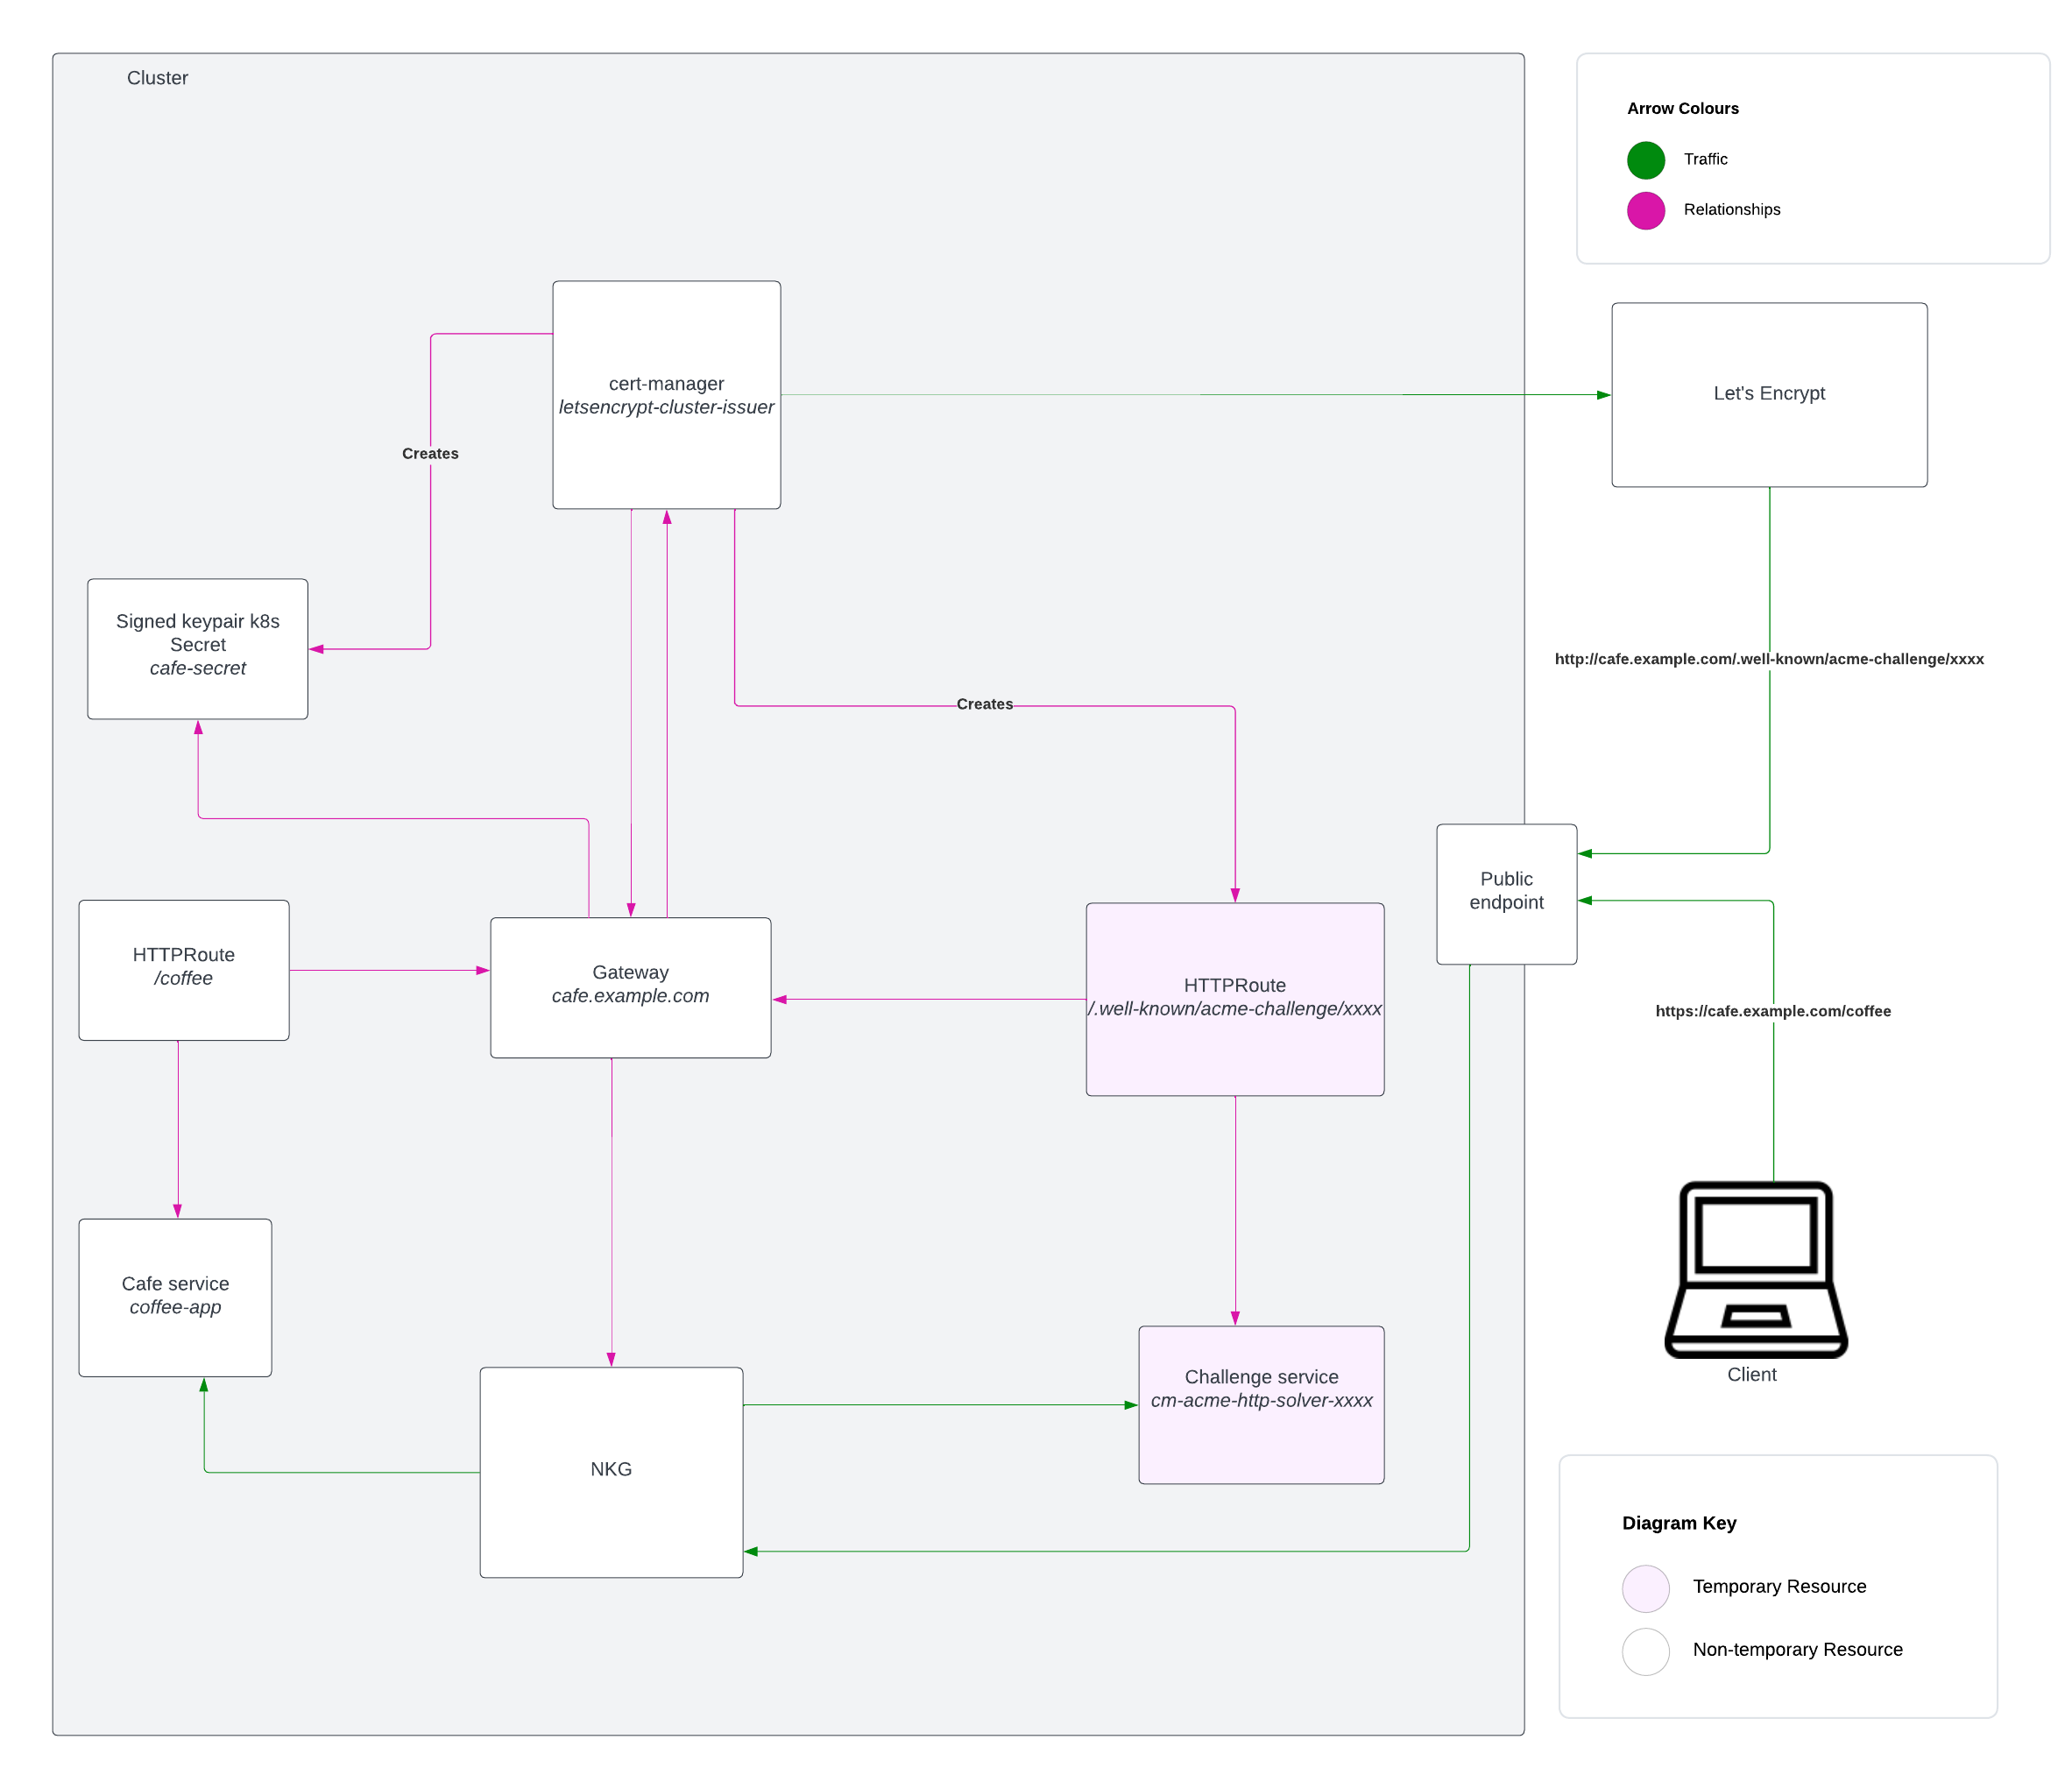 Cluster
Arrow Colours
Traffic
Relationships
cert-manager
letsencrypt-cluster-issuer
Let's Encrypt
Creates
Signed keypair k8s
Secret
cafe-secret
http://cafe.example.com/.well-known/acme-challenge/xxxx
Creates
Public
endpoint
HTTPRoute
/coffee
Gateway
cafe.example.com
HTTPRoute
/.well-known/acme-challenge/xxxx
https://cafe.example.com/coffee
Cafe service
coffee-app
Challenge service
cm-acme-http-solver-xxxx
Client
NKG
Diagram Key
Temporary Resource
Non-temporary Resource